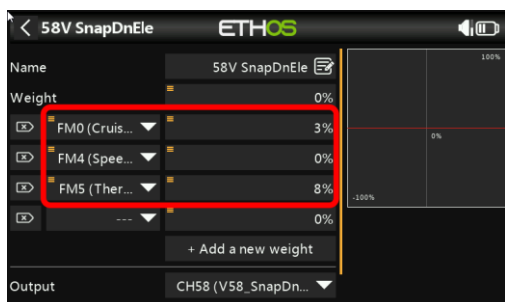 58V SnapDnEle ETHOS
Name 58V SnapDnEle
Weight 0%
FM0 (Cruis... 3%
FM4 (Spee... 0%
FM5 (Ther... 8%
--- 0%
+ Add a new weight
Output CH58 (V58_SnapDn...
100%
0%
-100%